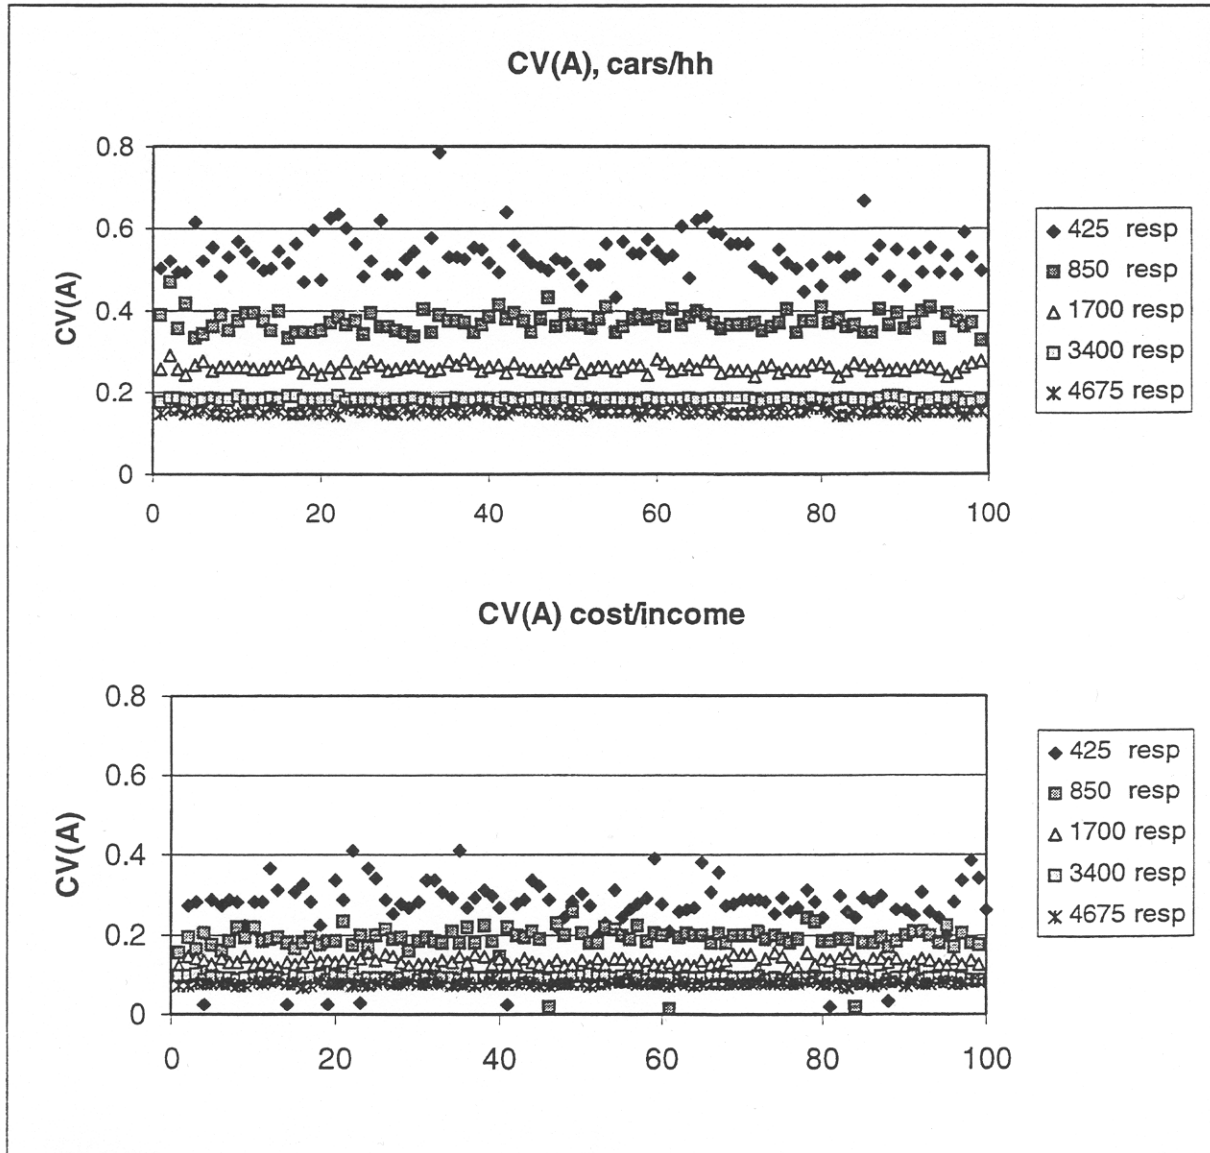 CV(A), cars/hh
CV(A)
0.8
0.6
0.4
0.2
0
0 20 40 60 80 100
425 resp
850 resp
1700 resp
3400 resp
4675 resp
CV(A) cost/income
CV(A)
0.8
0.6
0.4
0.2
0
0 20 40 60 80 100
425 resp
850 resp
1700 resp
3400 resp
4675 resp